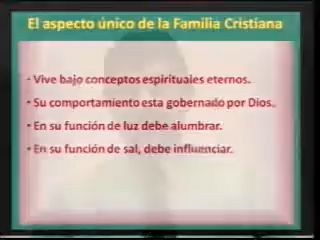 El aspecto único de la Familia Cristiana
• Vive bajo conceptos espirituales eternos.
• Su comportamiento esta gobernado por Dios.
• En su función de luz debe alumbrar.
• En su función de sal, debe influenciar.